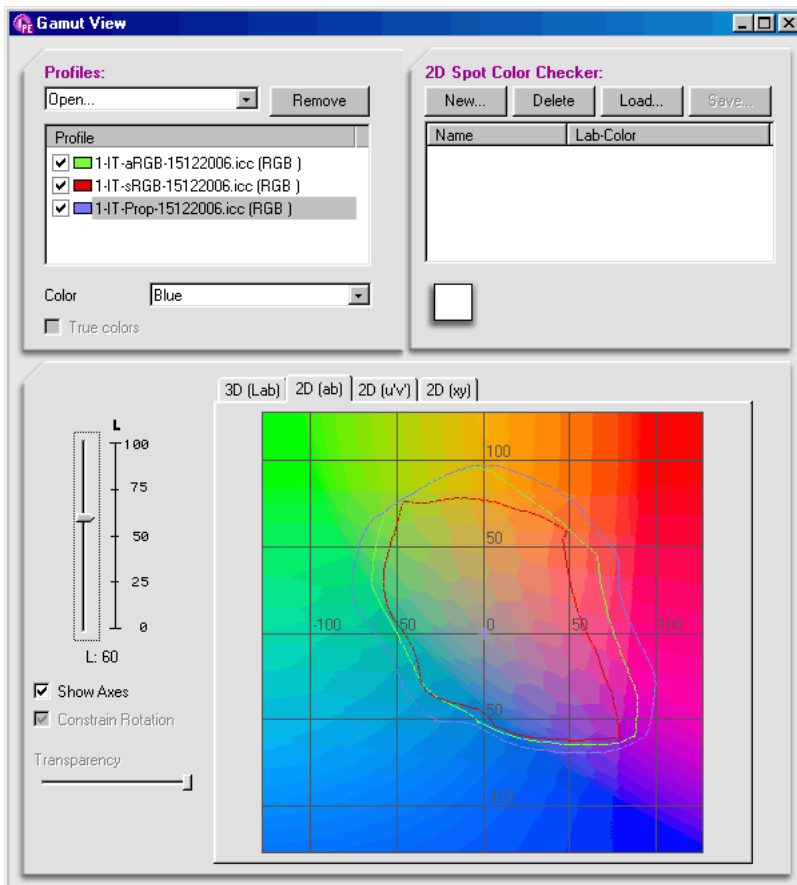 PE Gamut View
Profiles:
Open...
Remove
Profile
1-IT-aRGB-15122006.icc (RGB )
1-IT-sRGB-15122006.icc (RGB )
1-IT-Prop-15122006.icc (RGB )
Color
Blue
True colors
2D Spot Color Checker:
New...
Delete
Load...
Save...
Name
Lab-Color
L
100
75
50
25
0
L: 60
Show Axes
Constrain Rotation
Transparency
3D (Lab)
2D (ab)
2D (u'v')
2D (xy)
100
50
-100
-50
0
50
100
-50
-100